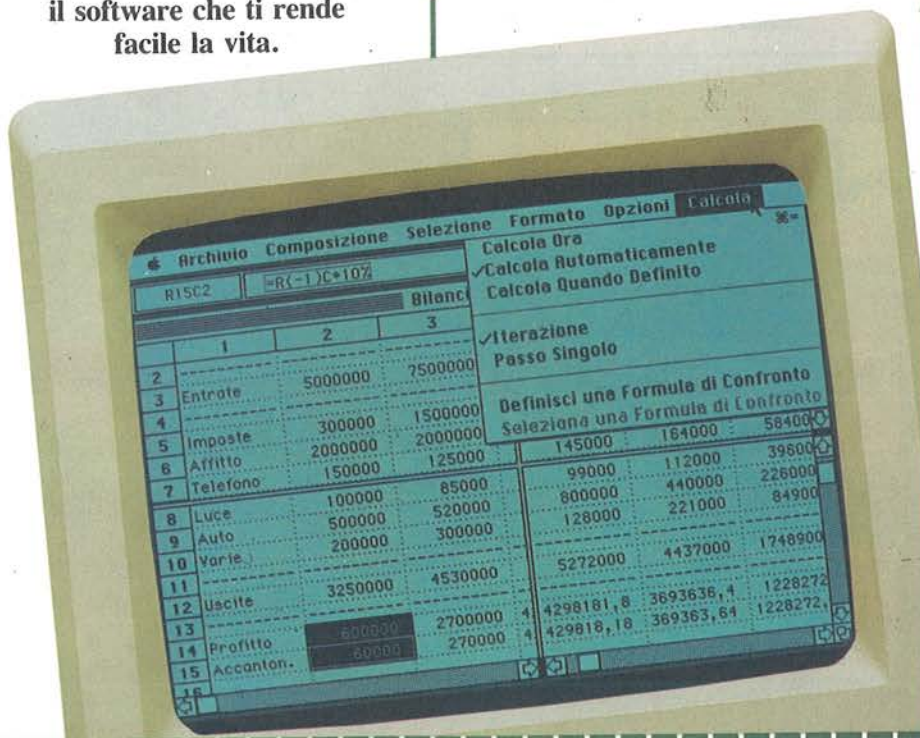 il software che ti rende
facile la vita.
Archivio Composizione Selezione Formato Opzioni Calcola
R15C2 =R(-1)C*10%
Bilanc
Calcola Ora ⌘=
✓Calcola Automaticamente
Calcola Quando Definito
✓Iterazione
Passo Singolo
Definisci una Formula di Confronto
Seleziona una Formula di Confronto
1 2 3
2
3 Entrate 5000000 7500000
4
5 Imposte 300000 1500000
6 Affitto 2000000 2000000 145000 164000 58400
7 Telefono 150000 125000
8 Luce 100000 85000 99000 112000 39600
9 Auto 500000 520000 800000 440000 226000
10 Varie 200000 300000 128000 221000 84900
11
12 Uscite 3250000 4530000 5272000 4437000 1748900
13
14 Profitto 600000 2700000 4 4298181,8 3693636,4 1228272
15 Accanton. 60000 270000 4 429818,18 369363,64 1228272,
16